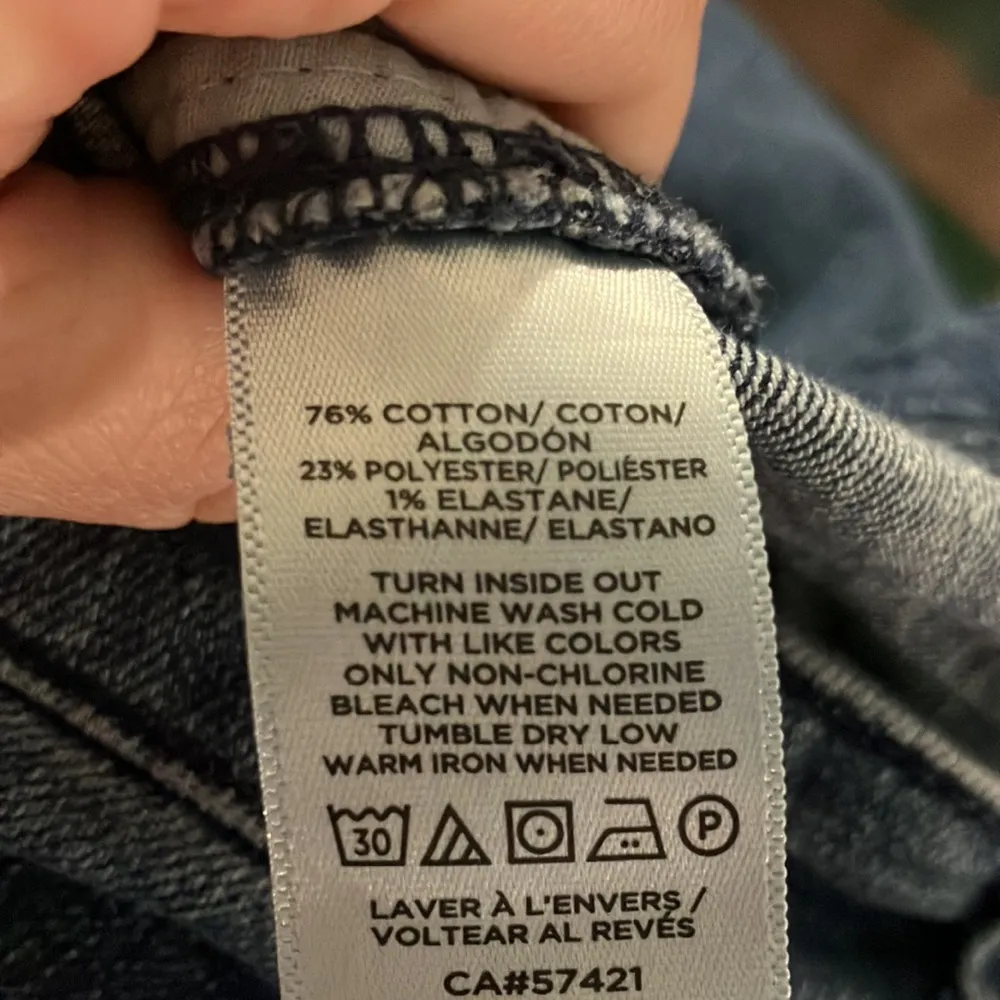 76% COTTON/ COTON/
ALGODÓN
23% POLYESTER/ POLIÉSTER
1% ELASTANE/
ELASTHANNE/ ELASTANO
TURN INSIDE OUT
MACHINE WASH COLD
WITH LIKE COLORS
ONLY NON-CHLORINE
BLEACH WHEN NEEDED
TUMBLE DRY LOW
WARM IRON WHEN NEEDED
30 P
LAVER À L'ENVERS /
VOLTEAR AL REVÉS
CA#57421